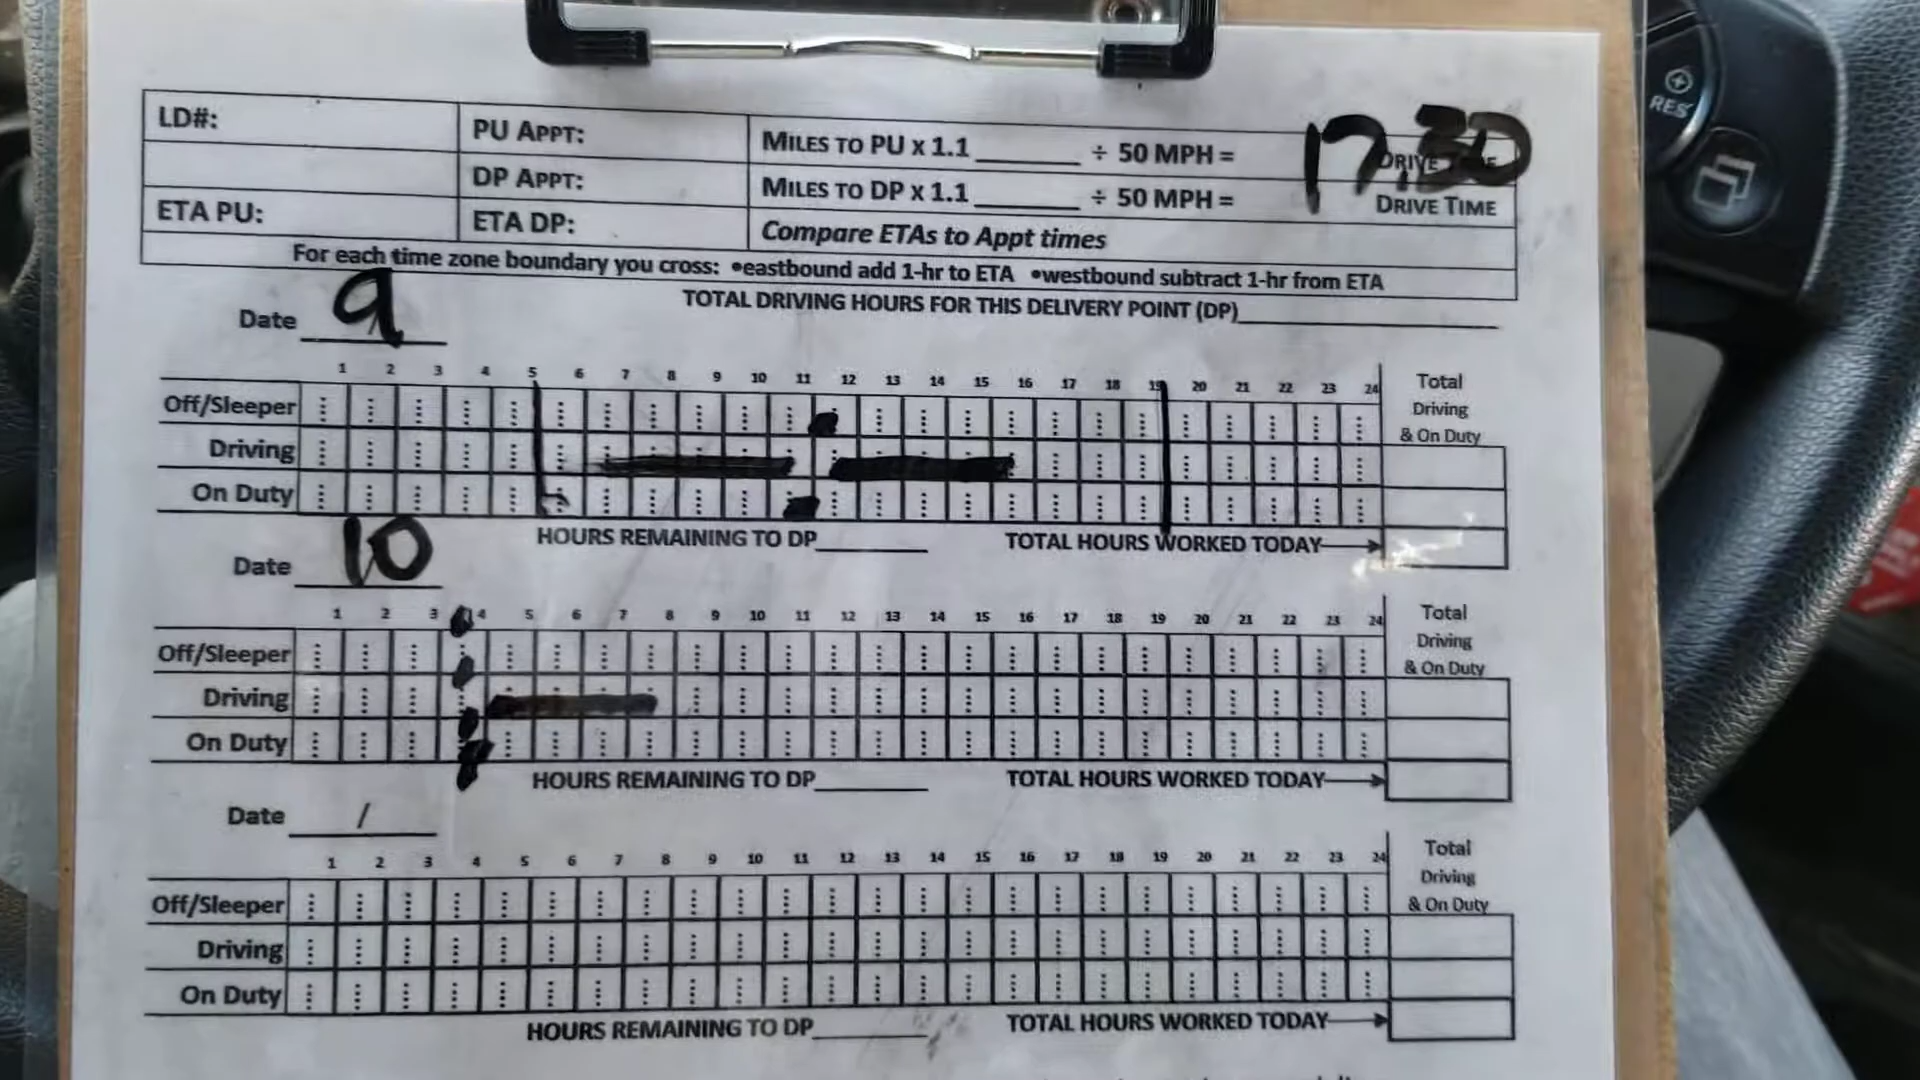 LD#:
PU APPT:
MILES TO PU X 1.1 ______ ÷ 50 MPH =
17,30
DP APPT:
MILES TO DP X 1.1 ______ ÷ 50 MPH =
DRIVE TIME
ETA PU:
ETA DP:
Compare ETAs to Appt times
For each time zone boundary you cross: •eastbound add 1-hr to ETA •westbound subtract 1-hr from ETA
TOTAL DRIVING HOURS FOR THIS DELIVERY POINT (DP)
Date 9
1 2 3 4 5 6 7 8 9 10 11 12 13 14 15 16 17 18 19 20 21 22 23 24
Total Driving & On Duty
Off/Sleeper
Driving
On Duty
HOURS REMAINING TO DP______ TOTAL HOURS WORKED TODAY
Date 10
1 2 3 4 5 6 7 8 9 10 11 12 13 14 15 16 17 18 19 20 21 22 23 24
Total Driving & On Duty
Off/Sleeper
Driving
On Duty
HOURS REMAINING TO DP______ TOTAL HOURS WORKED TODAY
Date /
1 2 3 4 5 6 7 8 9 10 11 12 13 14 15 16 17 18 19 20 21 22 23 24
Total Driving & On Duty
Off/Sleeper
Driving
On Duty
HOURS REMAINING TO DP______ TOTAL HOURS WORKED TODAY
RES